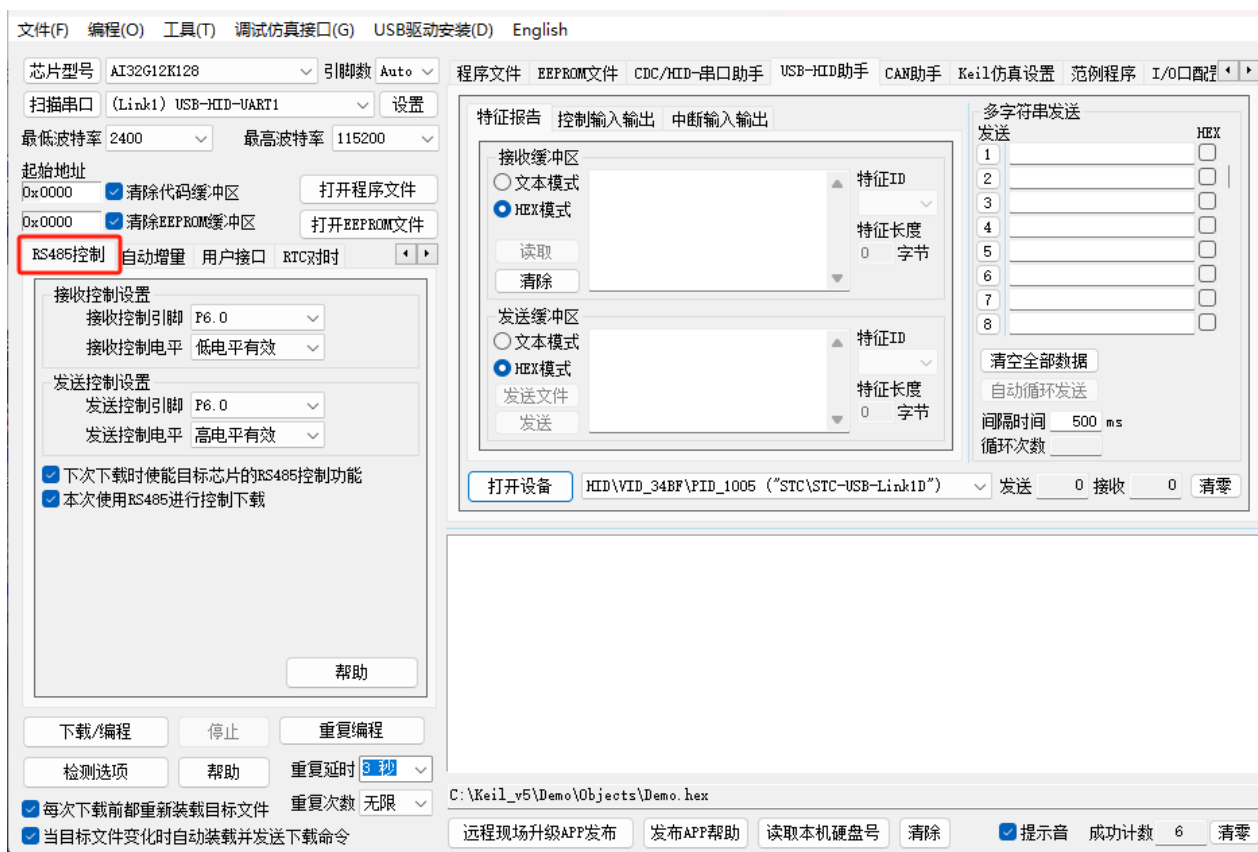 文件(F) 编程(O) 工具(T) 调试仿真接口(G) USB驱动安装(D) English
芯片型号 AI32G12K128 引脚数 Auto
扫描串口 (Link1) USB-HID-UART1 设置
最低波特率 2400 最高波特率 115200
起始地址
0x0000 清除代码缓冲区 打开程序文件
0x0000 清除EEPROM缓冲区 打开EEPROM文件
RS485控制 自动增量 用户接口 RTC对时
接收控制设置
接收控制引脚 P6.0
接收控制电平 低电平有效
发送控制设置
发送控制引脚 P6.0
发送控制电平 高电平有效
下次下载时使能目标芯片的RS485控制功能
本次使用RS485进行控制下载
帮助
下载/编程 停止 重复编程
检测选项 帮助 重复延时 3 秒
每次下载前都重新装载目标文件 重复次数 无限
当目标文件变化时自动装载并发送下载命令
程序文件 EEPROM文件 CDC/HID-串口助手 USB-HID助手 CAN助手 Keil仿真设置 范例程序 I/O口配
特征报告 控制输入输出 中断输入输出
接收缓冲区
文本模式 特征ID
HEX模式
特征长度
读取 0 字节
清除
发送缓冲区
文本模式 特征ID
HEX模式
发送文件 特征长度
发送 0 字节
多字符串发送
发送 HEX
1
2
3
4
5
6
7
8
清空全部数据
自动循环发送
间隔时间 500 ms
循环次数
打开设备 HID\VID_34BF\PID_1005 ("STC\STC-USB-Link1D") 发送 0 接收 0 清零
C:\Keil_v5\Demo\Objects\Demo.hex
远程现场升级APP发布 发布APP帮助 读取本机硬盘号 清除 提示音 成功计数 6 清零